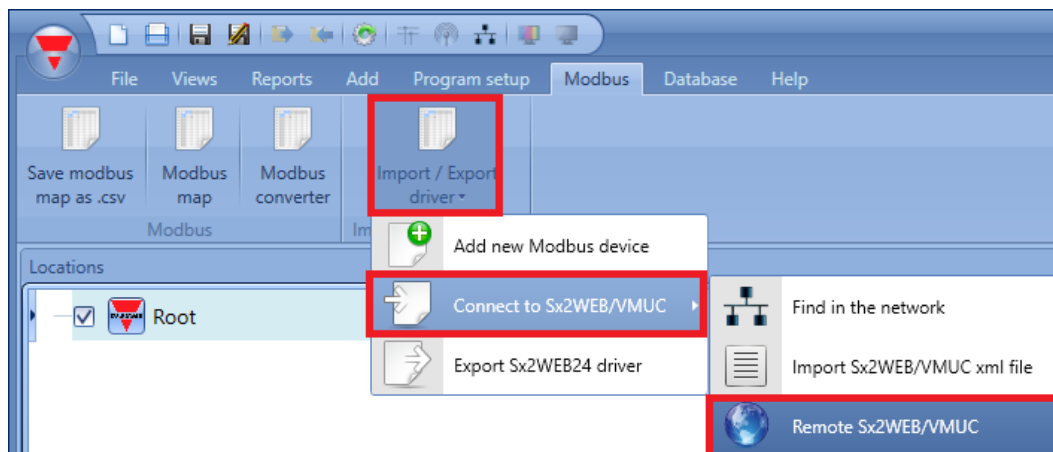 File Views Reports Add Program setup Modbus Database Help
Save modbus map as .csv
Modbus map
Modbus converter
Import / Export driver
Modbus
Im
Add new Modbus device
Locations
Root
Connect to Sx2WEB/VMUC
Find in the network
Export Sx2WEB24 driver
Import Sx2WEB/VMUC xml file
Remote Sx2WEB/VMUC